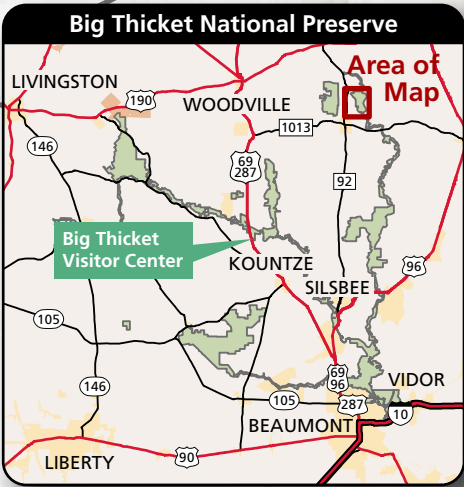 Big Thicket National Preserve
Area of
Map
LIVINGSTON
190
WOODVILLE
1013
146
69
287
92
Big Thicket
Visitor Center
KOUNTZE
96
SILSBEE
105
69
96
VIDOR
146
105
287
10
BEAUMONT
90
LIBERTY